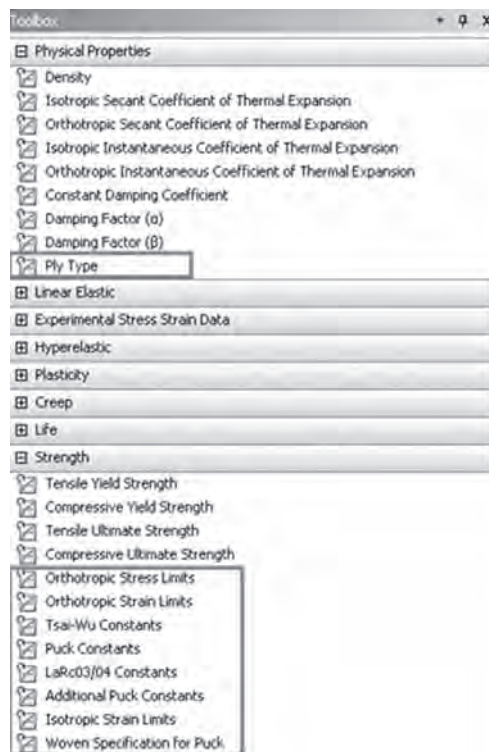 Toolbox
Physical Properties
Density
Isotropic Secant Coefficient of Thermal Expansion
Orthotropic Secant Coefficient of Thermal Expansion
Isotropic Instantaneous Coefficient of Thermal Expansion
Orthotropic Instantaneous Coefficient of Thermal Expansion
Constant Damping Coefficient
Damping Factor (α)
Damping Factor (β)
Ply Type
Linear Elastic
Experimental Stress Strain Data
Hyperelastic
Plasticity
Creep
Life
Strength
Tensile Yield Strength
Compressive Yield Strength
Tensile Ultimate Strength
Compressive Ultimate Strength
Orthotropic Stress Limits
Orthotropic Strain Limits
Tsai-Wu Constants
Puck Constants
LaRc03/04 Constants
Additional Puck Constants
Isotropic Strain Limits
Woven Specification for Puck